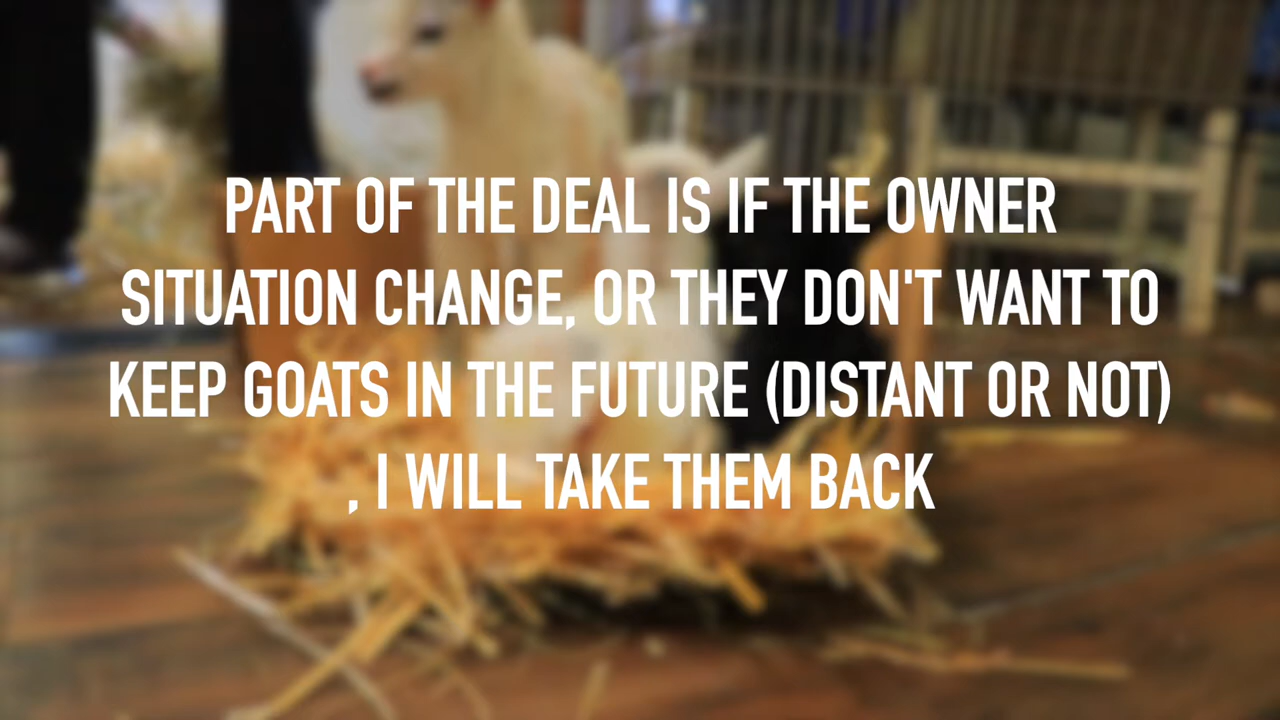 PART OF THE DEAL IS IF THE OWNER
SITUATION CHANGE, OR THEY DON'T WANT TO
KEEP GOATS IN THE FUTURE (DISTANT OR NOT)
, I WILL TAKE THEM BACK